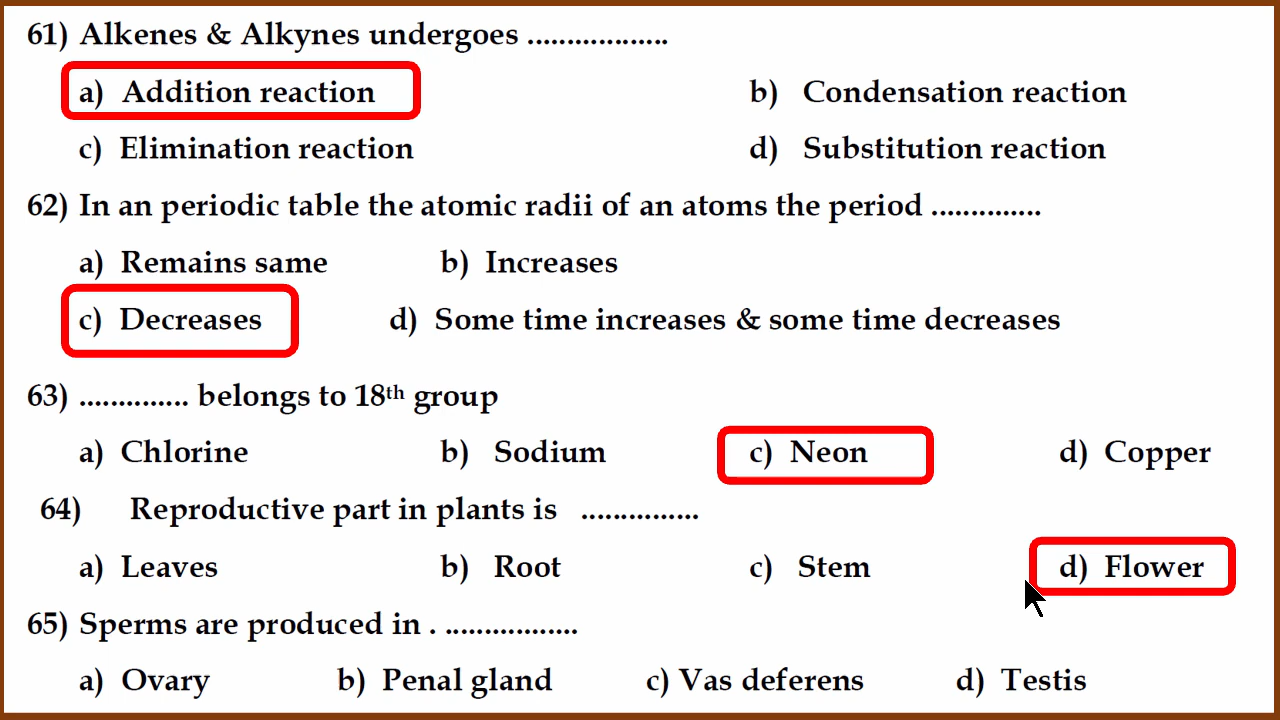 61) Alkenes & Alkynes undergoes ..................
a) Addition reaction b) Condensation reaction
c) Elimination reaction d) Substitution reaction
62) In an periodic table the atomic radii of an atoms the period ..............
a) Remains same b) Increases
c) Decreases d) Some time increases & some time decreases
63) .............. belongs to 18th group
a) Chlorine b) Sodium c) Neon d) Copper
64) Reproductive part in plants is ...............
a) Leaves b) Root c) Stem d) Flower
65) Sperms are produced in . .................
a) Ovary b) Penal gland c) Vas deferens d) Testis